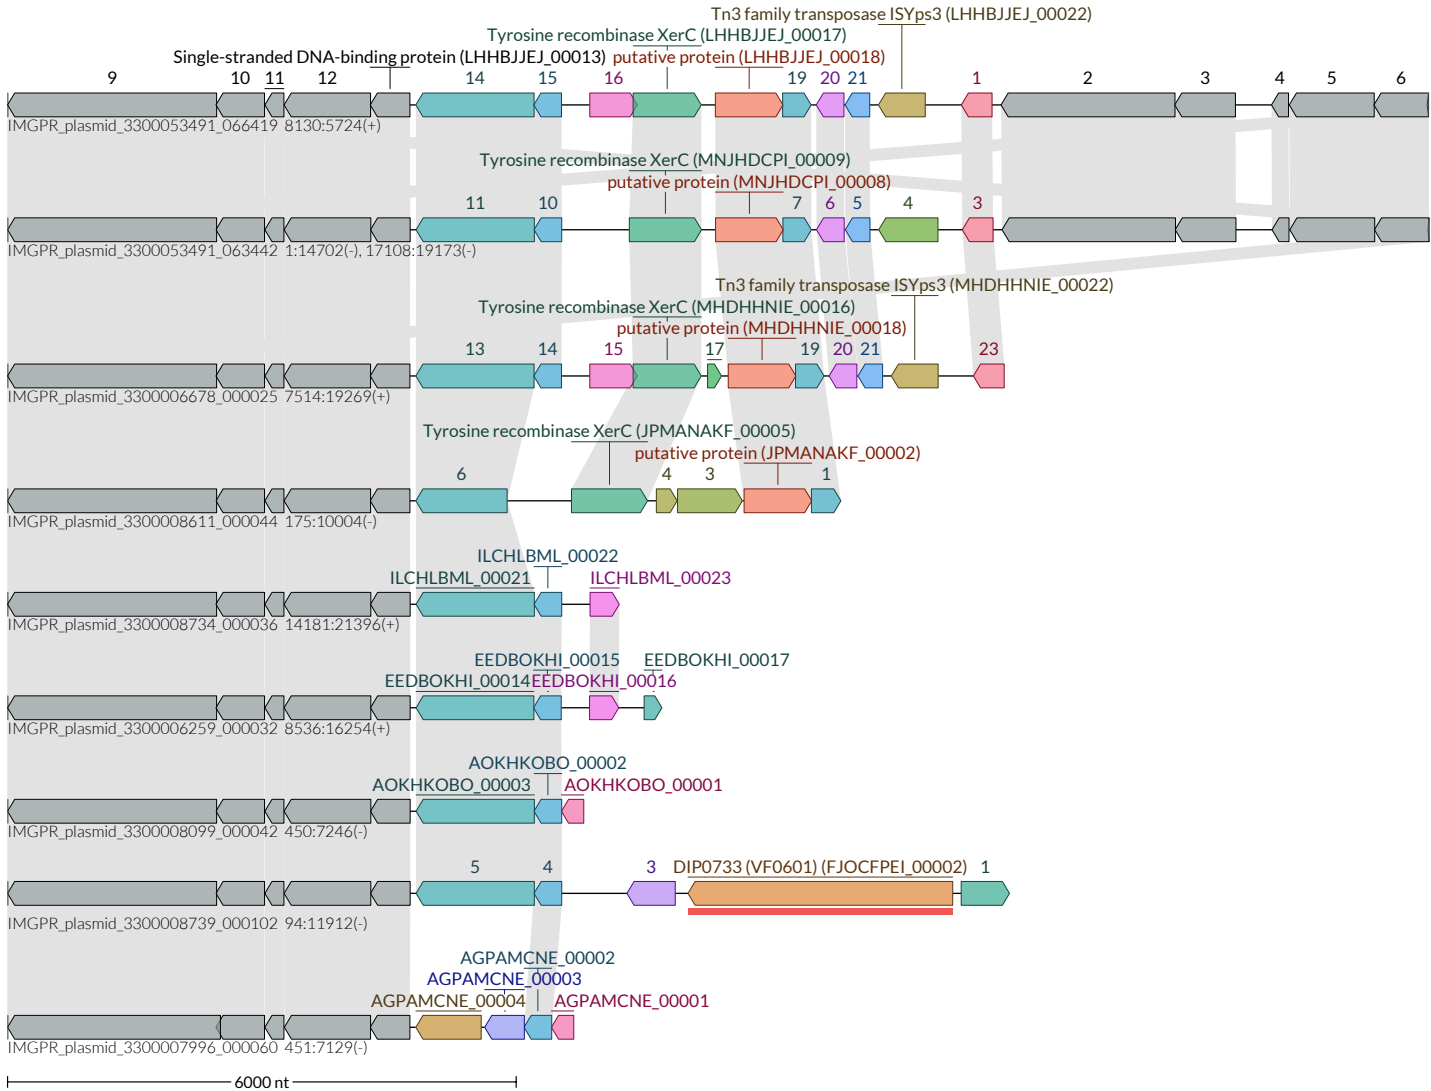 Tn3 family transposase ISYps3 (LHHBJJEJ_00022)
Tyrosine recombinase XerC (LHHBJJEJ_00017)
Single-stranded DNA-binding protein (LHHBJJEJ_00013) putative protein (LHHBJJEJ_00018)
9 10 11 12 14 15 16 19 20 21 1 2 3 4 5 6
IMGPR_plasmid_3300053491_066419 8130:5724(+)
Tyrosine recombinase XerC (MNJHDCPI_00009)
putative protein (MNJHDCPI_00008)
11 10 7 6 5 4 3
IMGPR_plasmid_3300053491_063442 1:14702(-), 17108:19173(-)
Tn3 family transposase ISYps3 (MHDHHNIE_00022)
Tyrosine recombinase XerC (MHDHHNIE_00016)
putative protein (MHDHHNIE_00018)
13 14 15 17 19 20 21 23
IMGPR_plasmid_3300006678_000025 7514:19269(+)
Tyrosine recombinase XerC (JPMANAKF_00005)
putative protein (JPMANAKF_00002)
6 4 3 1
IMGPR_plasmid_3300008611_000044 175:10004(-)
ILCHLBML_00022
ILCHLBML_00021 ILCHLBML_00023
IMGPR_plasmid_3300008734_000036 14181:21396(+)
EEDBOKHI_00015 EEDBOKHI_00017
EEDBOKHI_00014 EEDBOKHI_00016
IMGPR_plasmid_3300006259_000032 8536:16254(+)
AOKHKOBO_00002
AOKHKOBO_00003 AOKHKOBO_00001
IMGPR_plasmid_3300008099_000042 450:7246(-)
5 4 3 DIP0733 (VF0601) (FJOCFPEI_00002) 1
IMGPR_plasmid_3300008739_000102 94:11912(-)
AGPAMCNE_00002
AGPAMCNE_00003
AGPAMCNE_00004 AGPAMCNE_00001
IMGPR_plasmid_3300007996_000060 451:7129(-)
6000 nt